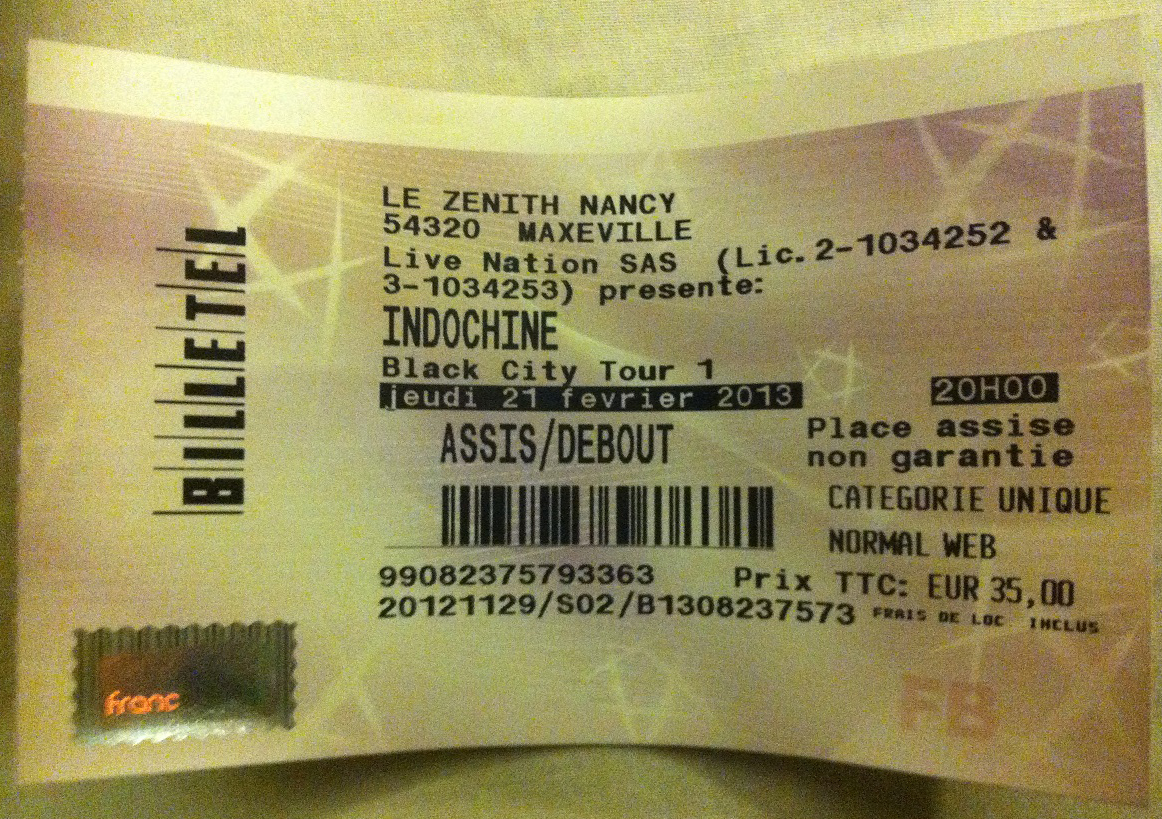 BILLETEL
LE ZENITH NANCY
54320 MAXEVILLE
Live Nation SAS (Lic.2-1034252 &
3-1034253) presente:
INDOCHINE
Black City Tour 1
jeudi 21 fevrier 2013 20H00
ASSIS/DEBOUT
Place assise
non garantie
CATEGORIE UNIQUE
NORMAL WEB
99082375793363 Prix TTC: EUR 35,00
20121129/S02/B1308237573 FRAIS DE LOC INCLUS
franc
FB